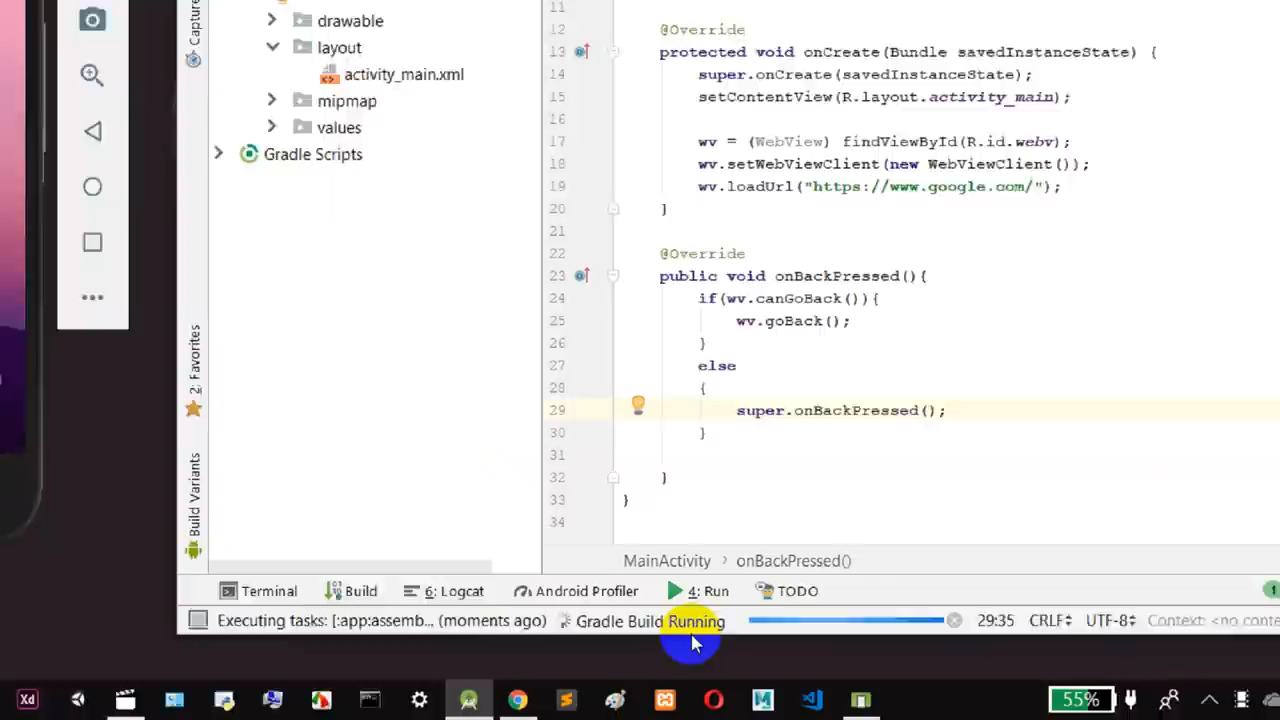 Capture
drawable
layout
activity_main.xml
mipmap
values
Gradle Scripts
2: Favorites
Build Variants
11
12 @Override
13 protected void onCreate(Bundle savedInstanceState) {
14 super.onCreate(savedInstanceState);
15 setContentView(R.layout.activity_main);
16
17 wv = (WebView) findViewById(R.id.webv);
18 wv.setWebViewClient(new WebViewClient());
19 wv.loadUrl("https://www.google.com/");
20 }
21
22 @Override
23 public void onBackPressed(){
24 if(wv.canGoBack()){
25 wv.goBack();
26 }
27 else
28 {
29 super.onBackPressed();
30 }
31
32 }
33 }
34
MainActivity › onBackPressed()
Terminal Build 6: Logcat Android Profiler 4: Run TODO 1
Executing tasks: [:app:assemb... (moments ago) Gradle Build Running 29:35 CRLF UTF-8 Context: <no conte
Xd 55%